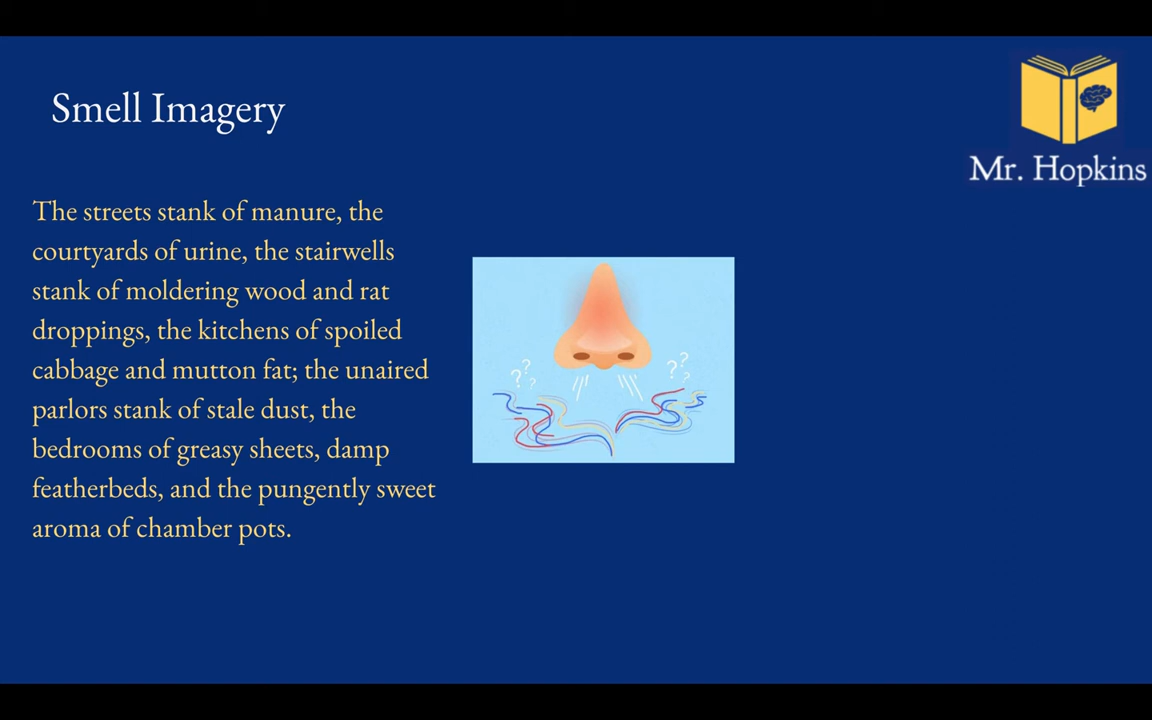 Smell Imagery
Mr. Hopkins
The streets stank of manure, the
courtyards of urine, the stairwells
stank of moldering wood and rat
droppings, the kitchens of spoiled
cabbage and mutton fat; the unaired
parlors stank of stale dust, the
bedrooms of greasy sheets, damp
featherbeds, and the pungently sweet
aroma of chamber pots.
? ? ?
? ? ?